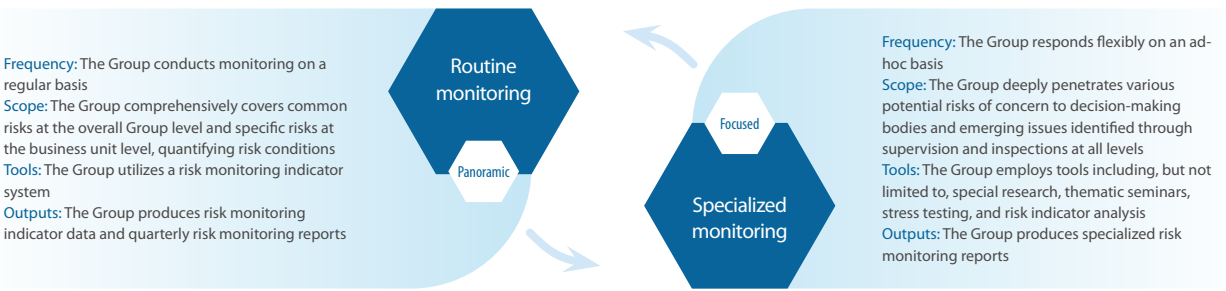 Frequency: The Group conducts monitoring on a
regular basis
Scope: The Group comprehensively covers common
risks at the overall Group level and specific risks at
the business unit level, quantifying risk conditions
Tools: The Group utilizes a risk monitoring indicator
system
Outputs: The Group produces risk monitoring
indicator data and quarterly risk monitoring reports
Routine
monitoring
Panoramic
Focused
Specialized
monitoring
Frequency: The Group responds flexibly on an ad-
hoc basis
Scope: The Group deeply penetrates various
potential risks of concern to decision-making
bodies and emerging issues identified through
supervision and inspections at all levels
Tools: The Group employs tools including, but not
limited to, special research, thematic seminars,
stress testing, and risk indicator analysis
Outputs: The Group produces specialized risk
monitoring reports